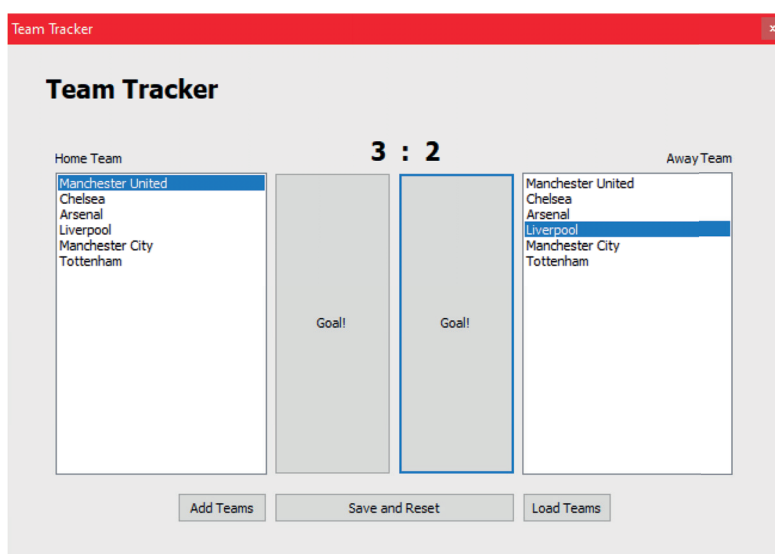 Team Tracker
Team Tracker
3 : 2
Home Team
Away Team
Manchester United
Chelsea
Arsenal
Liverpool
Manchester City
Tottenham
Goal!
Goal!
Manchester United
Chelsea
Arsenal
Liverpool
Manchester City
Tottenham
Add Teams
Save and Reset
Load Teams